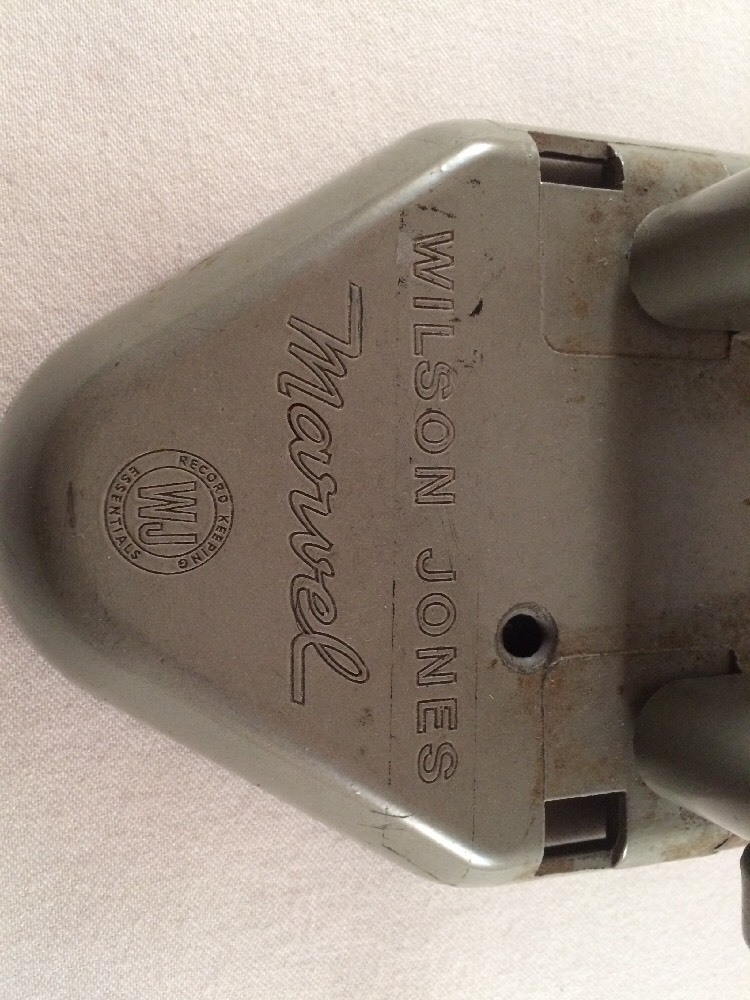 WILSON JONES
Marvel
RECORD KEEPING
WJ
ESSENTIALS